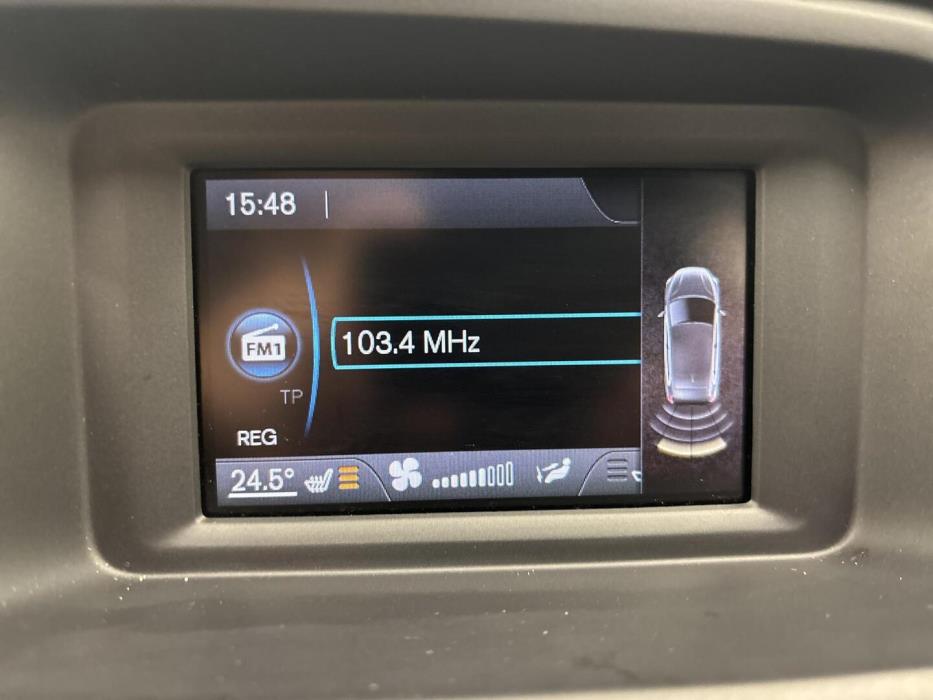 15:48
103.4 MHz
FM1
TP
REG
24.5°